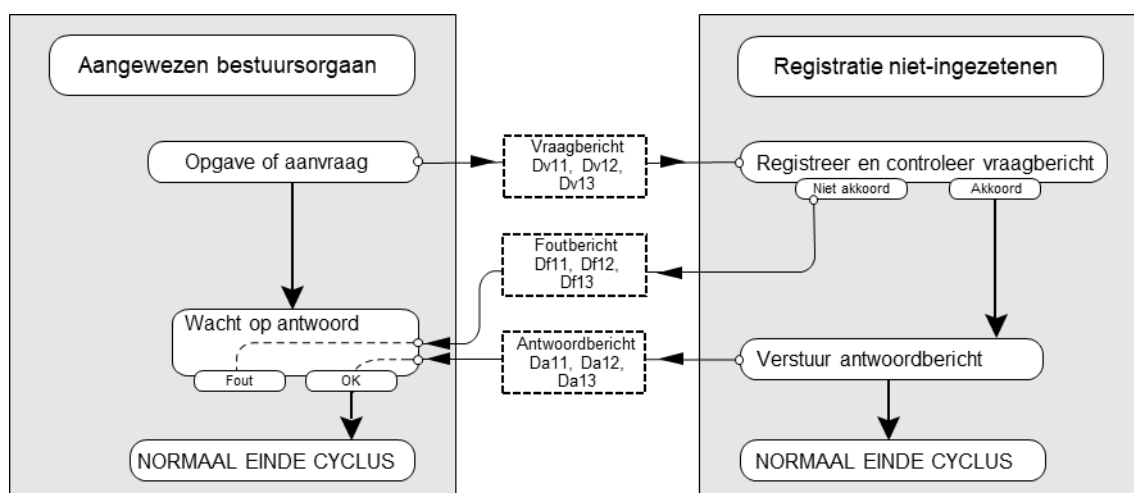 Aangewezen bestuursorgaan
Registratie niet-ingezetenen
Opgave of aanvraag
Vraagbericht
Dv11, Dv12,
Dv13
Registreer en controleer vraagbericht
Niet akkoord
Akkoord
Foutbericht
Df11, Df12,
Df13
Wacht op antwoord
Fout
OK
Antwoordbericht
Da11, Da12,
Da13
Verstuur antwoordbericht
NORMAAL EINDE CYCLUS
NORMAAL EINDE CYCLUS